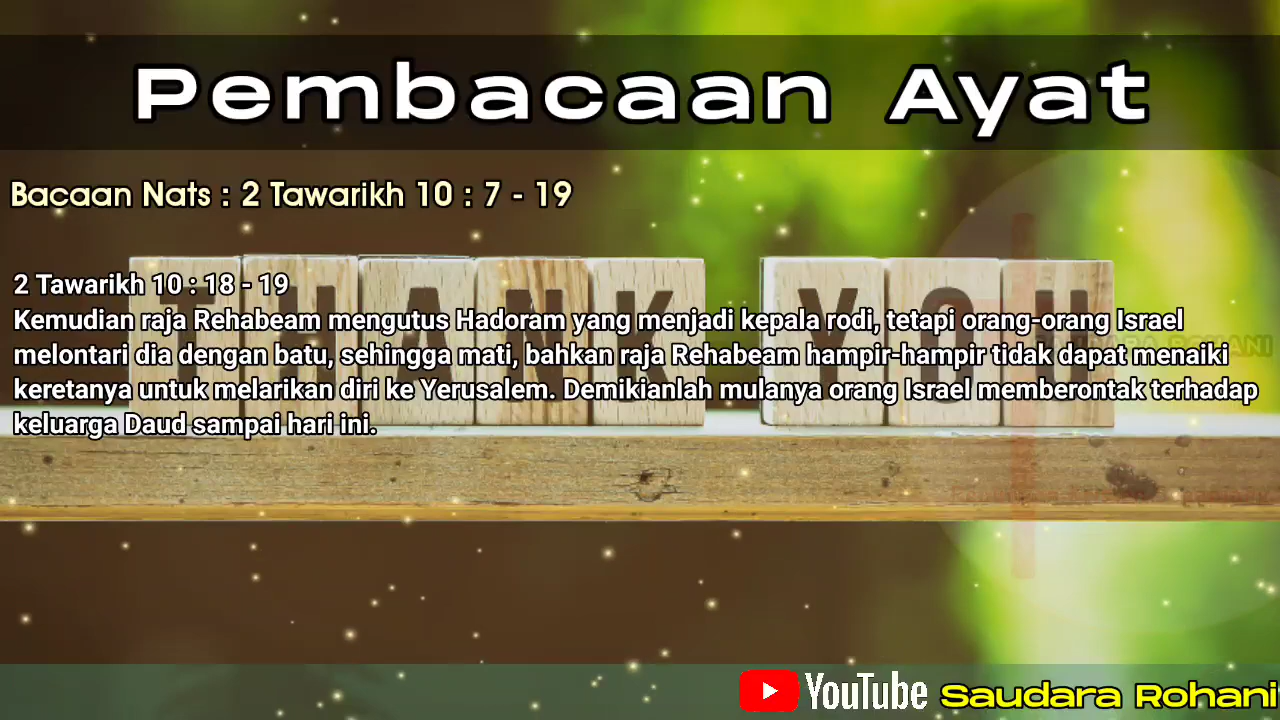 Pembacaan Ayat
Bacaan Nats : 2 Tawarikh 10 : 7 - 19
2 Tawarikh 10 : 18 - 19
Kemudian raja Rehabeam mengutus Hadoram yang menjadi kepala rodi, tetapi orang-orang Israel
melontari dia dengan batu, sehingga mati, bahkan raja Rehabeam hampir-hampir tidak dapat menaiki
keretanya untuk melarikan diri ke Yerusalem. Demikianlah mulanya orang Israel memberontak terhadap
keluarga Daud sampai hari ini.
THANK YOU
YouTube Saudara Rohani